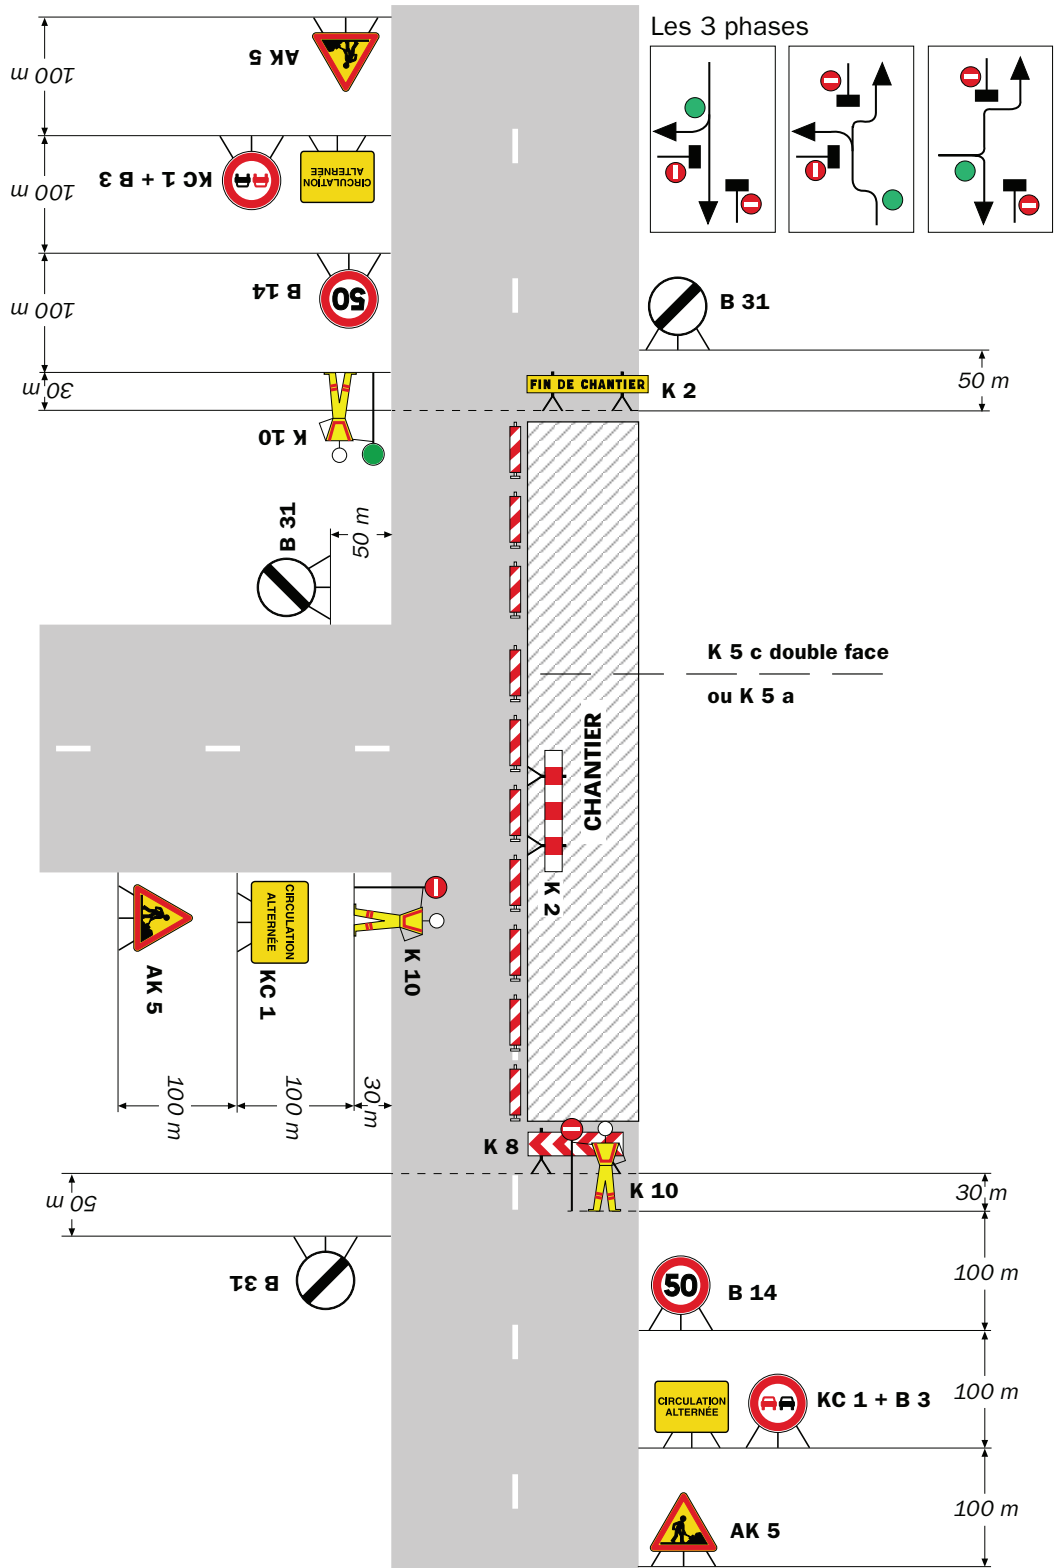 Les 3 phases
100 m
AK 5
100 m
KC 1 + B 3
CIRCULATION
ALTERNÉE
100 m
B 14
50
B 31
30 m
K 10
FIN DE CHANTIER
K 2
50 m
B 31
50 m
K 5 c double face
ou K 5 a
CHANTIER
K 2
AK 5
KC 1
CIRCULATION
ALTERNÉE
K 10
100 m
100 m
30 m
K 8
K 10
30 m
50 m
B 31
50
B 14
100 m
CIRCULATION
ALTERNÉE
KC 1 + B 3
100 m
AK 5
100 m